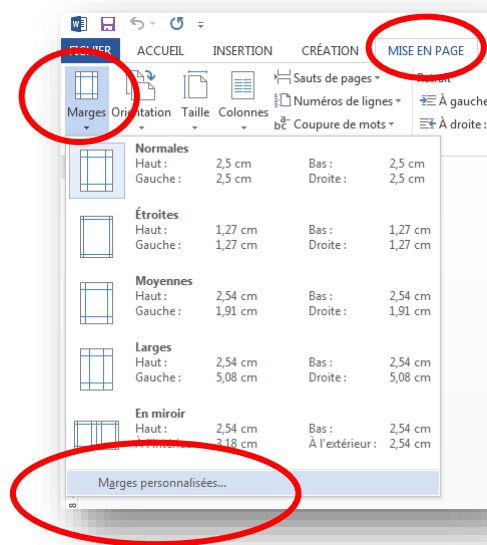 FICHIER ACCUEIL INSERTION CRÉATION MISE EN PAGE
Sauts de pages Retrait
Numéros de lignes À gauche
Marges Orientation Taille Colonnes
Coupure de mots À droite :
Normales
Haut : 2,5 cm Bas : 2,5 cm
Gauche : 2,5 cm Droite : 2,5 cm
Étroites
Haut : 1,27 cm Bas : 1,27 cm
Gauche : 1,27 cm Droite : 1,27 cm
Moyennes
Haut : 2,54 cm Bas : 2,54 cm
Gauche : 1,91 cm Droite : 1,91 cm
Larges
Haut : 2,54 cm Bas : 2,54 cm
Gauche : 5,08 cm Droite : 5,08 cm
En miroir
Haut : 2,54 cm Bas : 2,54 cm
À l'intérieur : 3,18 cm À l'extérieur : 2,54 cm
Marges personnalisées...
8